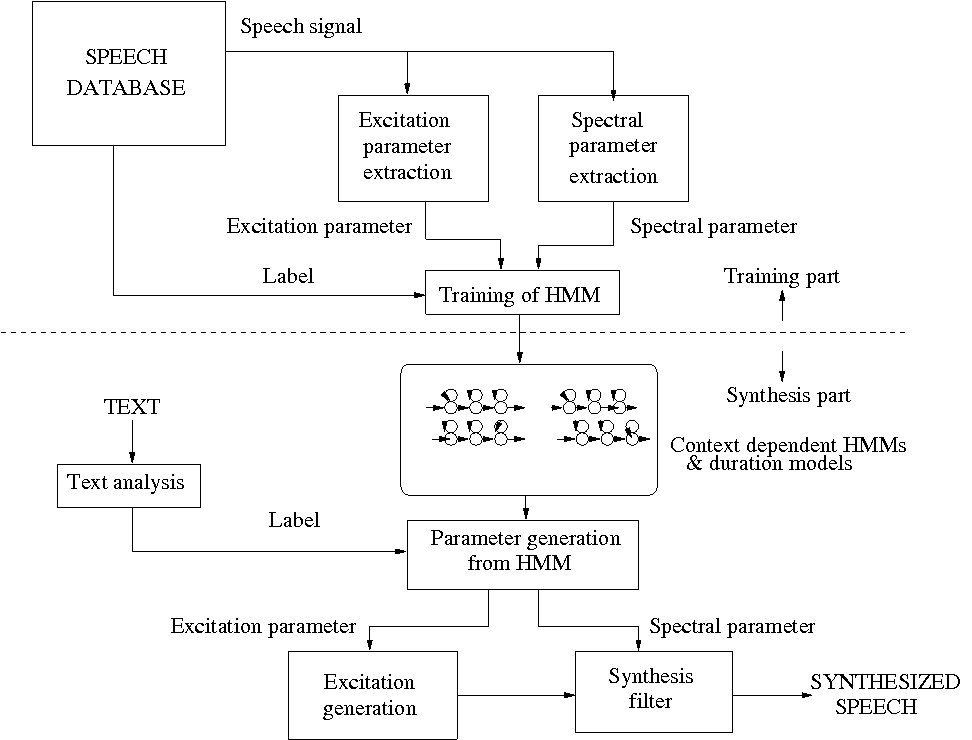 Speech signal
SPEECH
DATABASE
Excitation
parameter
extraction
Spectral
parameter
extraction
Excitation parameter
Spectral parameter
Label
Training of HMM
Training part
Synthesis part
TEXT
Context dependent HMMs
& duration models
Text analysis
Label
Parameter generation
from HMM
Excitation parameter
Spectral parameter
Excitation
generation
Synthesis
filter
SYNTHESIZED
SPEECH